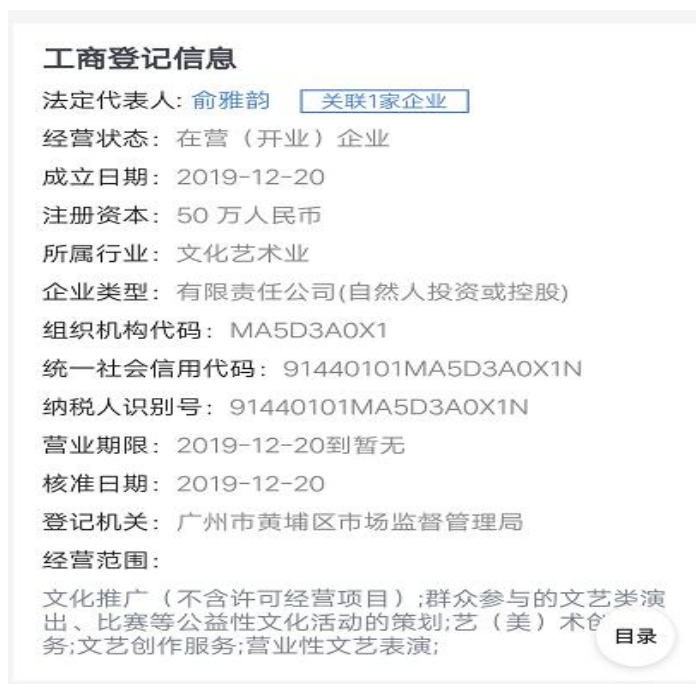 工商登记信息
法定代表人: 俞雅韵 关联1家企业
经营状态: 在营（开业）企业
成立日期: 2019-12-20
注册资本: 50 万人民币
所属行业: 文化艺术业
企业类型: 有限责任公司(自然人投资或控股)
组织机构代码: MA5D3A0X1
统一社会信用代码: 91440101MA5D3A0X1N
纳税人识别号: 91440101MA5D3A0X1N
营业期限: 2019-12-20到暂无
核准日期: 2019-12-20
登记机关: 广州市黄埔区市场监督管理局
经营范围:
文化推广（不含许可经营项目）;群众参与的文艺类演
出、比赛等公益性文化活动的策划;艺（美）术创
务;文艺创作服务;营业性文艺表演;
目录